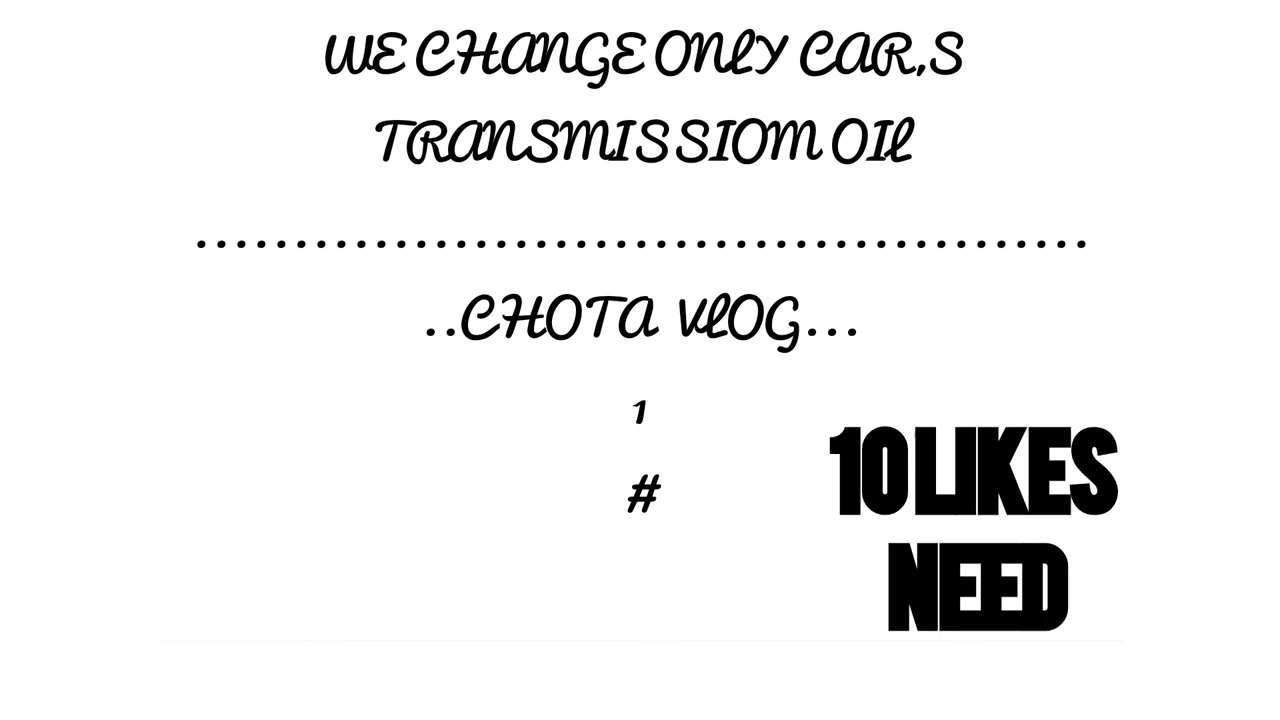 WE CHANGE ONLY CAR,S
TRANSMISSIOM OIL
.............................................
..CHOTA VLOG...
1
#
10 LIKES
NEED